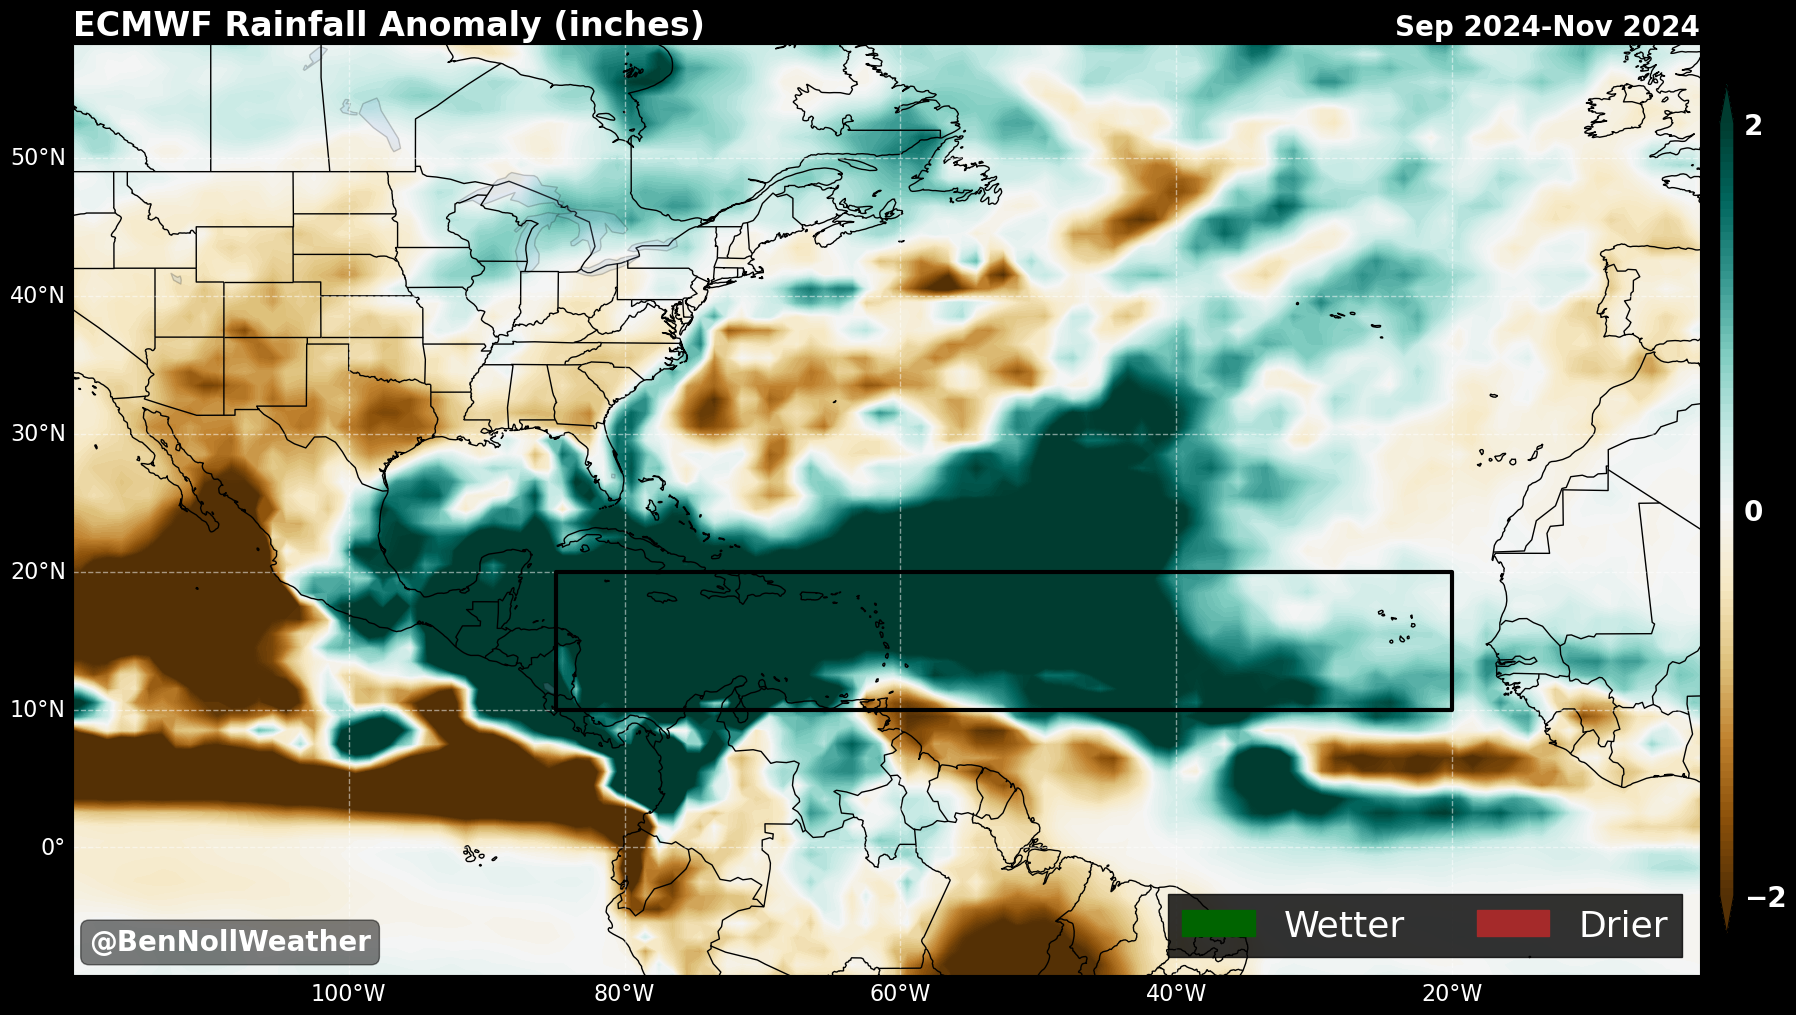 ECMWF Rainfall Anomaly (inches)
Sep 2024-Nov 2024
50°N
40°N
30°N
20°N
10°N
0°
100°W
80°W
60°W
40°W
20°W
2
0
−2
@BenNollWeather
Wetter
Drier